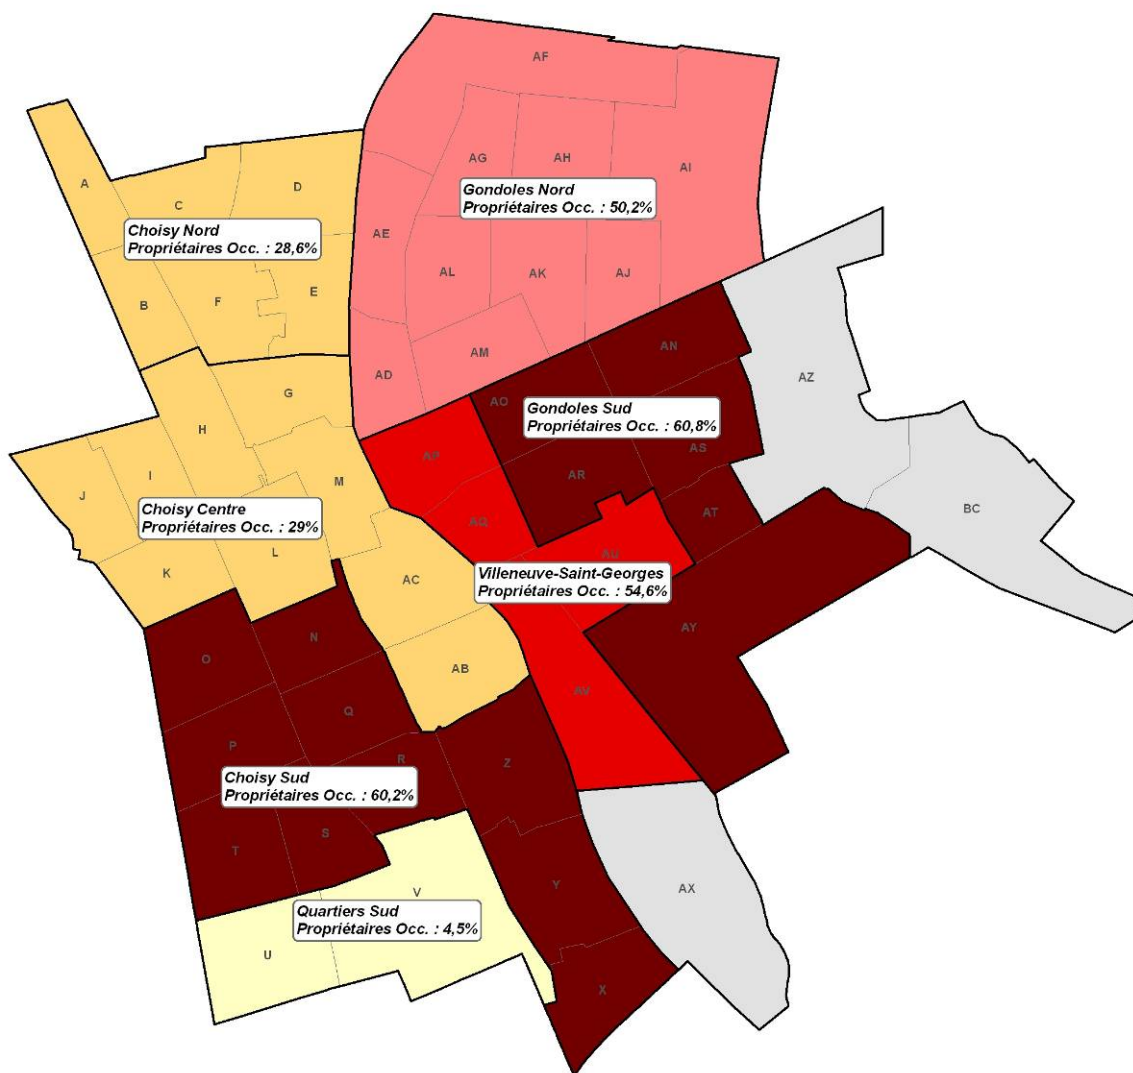 AF
AG
AH
AI
Gondoles Nord
Propriétaires Occ. : 50,2%
A
C
D
Choisy Nord
Propriétaires Occ. : 28,6%
AE
AL
AK
AJ
B
F
E
AD
AM
AN
AZ
G
H
AO
Gondoles Sud
Propriétaires Occ. : 60,8%
AP
AS
J
I
M
AR
Choisy Centre
Propriétaires Occ. : 29%
AQ
AT
BC
K
L
AC
AU
Villeneuve-Saint-Georges
Propriétaires Occ. : 54,6%
AY
O
N
AB
AV
Q
P
R
Z
Choisy Sud
Propriétaires Occ. : 60,2%
T
S
V
Y
AX
Quartiers Sud
Propriétaires Occ. : 4,5%
U
X